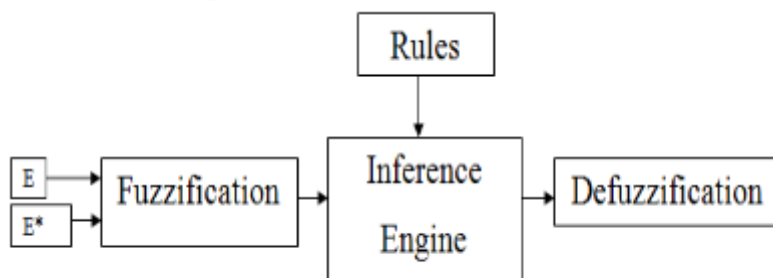 Rules
E
E*
Fuzzification
Inference
Engine
Defuzzification